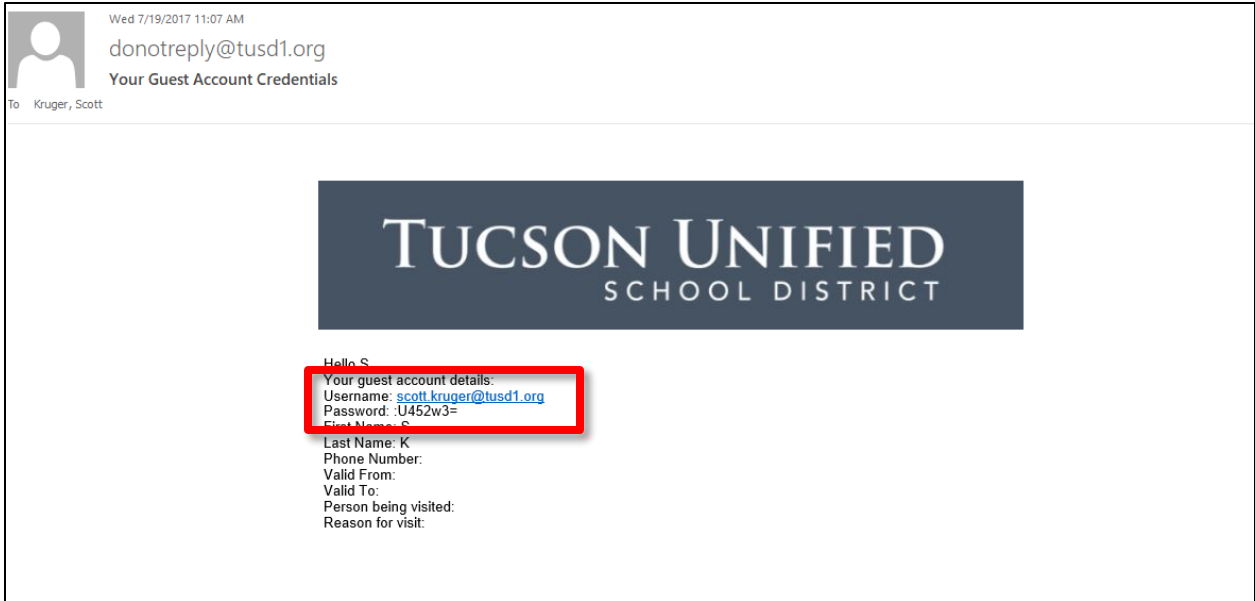 Wed 7/19/2017 11:07 AM
donotreply@tusd1.org
Your Guest Account Credentials
To Kruger, Scott
TUCSON UNIFIED
SCHOOL DISTRICT
Hello S
Your guest account details:
Username: scott.kruger@tusd1.org
Password: :U452w3=
First Name: S
Last Name: K
Phone Number:
Valid From:
Valid To:
Person being visited:
Reason for visit: